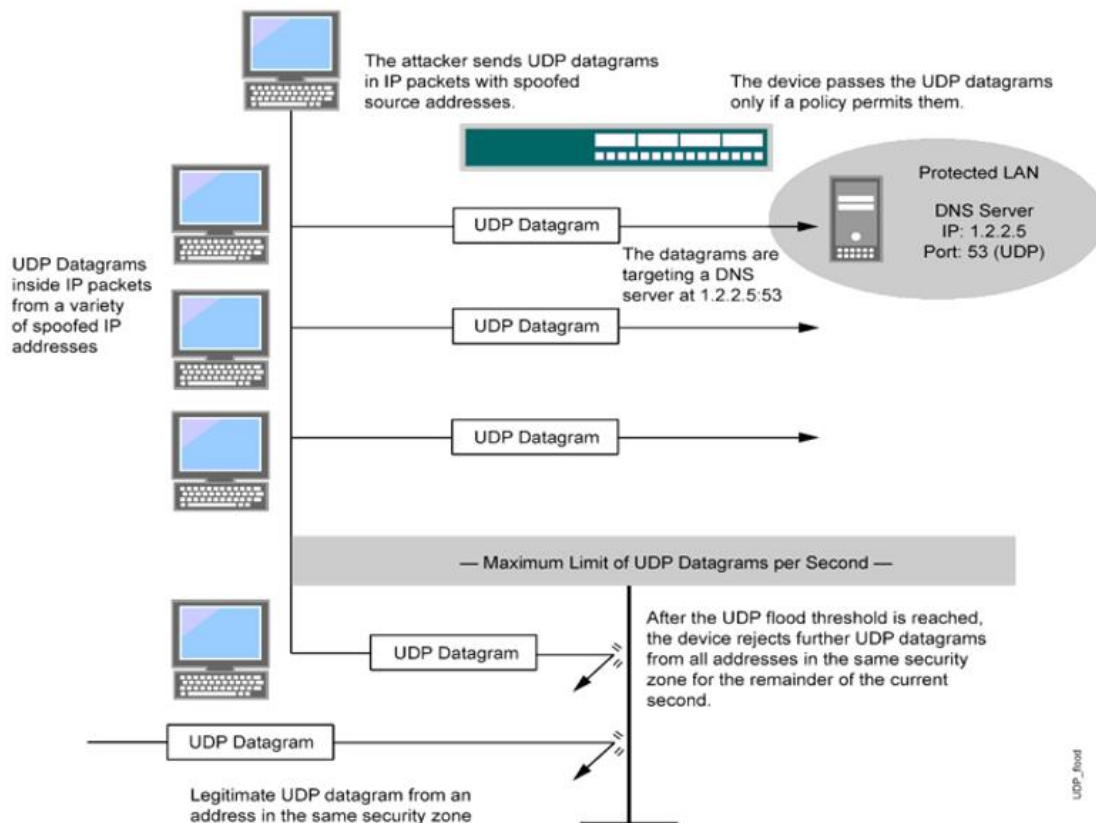 The attacker sends UDP datagrams
in IP packets with spoofed
source addresses.
The device passes the UDP datagrams
only if a policy permits them.
Protected LAN
DNS Server
IP: 1.2.2.5
Port: 53 (UDP)
UDP Datagram
UDP Datagrams
inside IP packets
from a variety
of spoofed IP
addresses
The datagrams are
targeting a DNS
server at 1.2.2.5:53
UDP Datagram
UDP Datagram
— Maximum Limit of UDP Datagrams per Second —
After the UDP flood threshold is reached,
the device rejects further UDP datagrams
from all addresses in the same security
zone for the remainder of the current
second.
UDP Datagram
UDP Datagram
Legitimate UDP datagram from an
address in the same security zone
UDP_flood